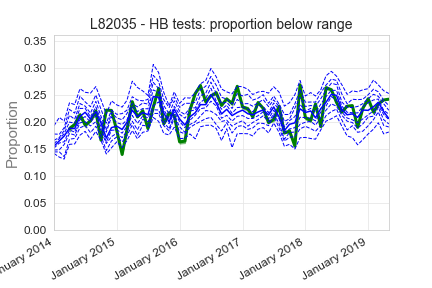 L82035 - HB tests: proportion below range
Proportion
0.35
0.30
0.25
0.20
0.15
0.10
0.05
0.00
January 2015
January 2016
January 2017
January 2018
January 2019